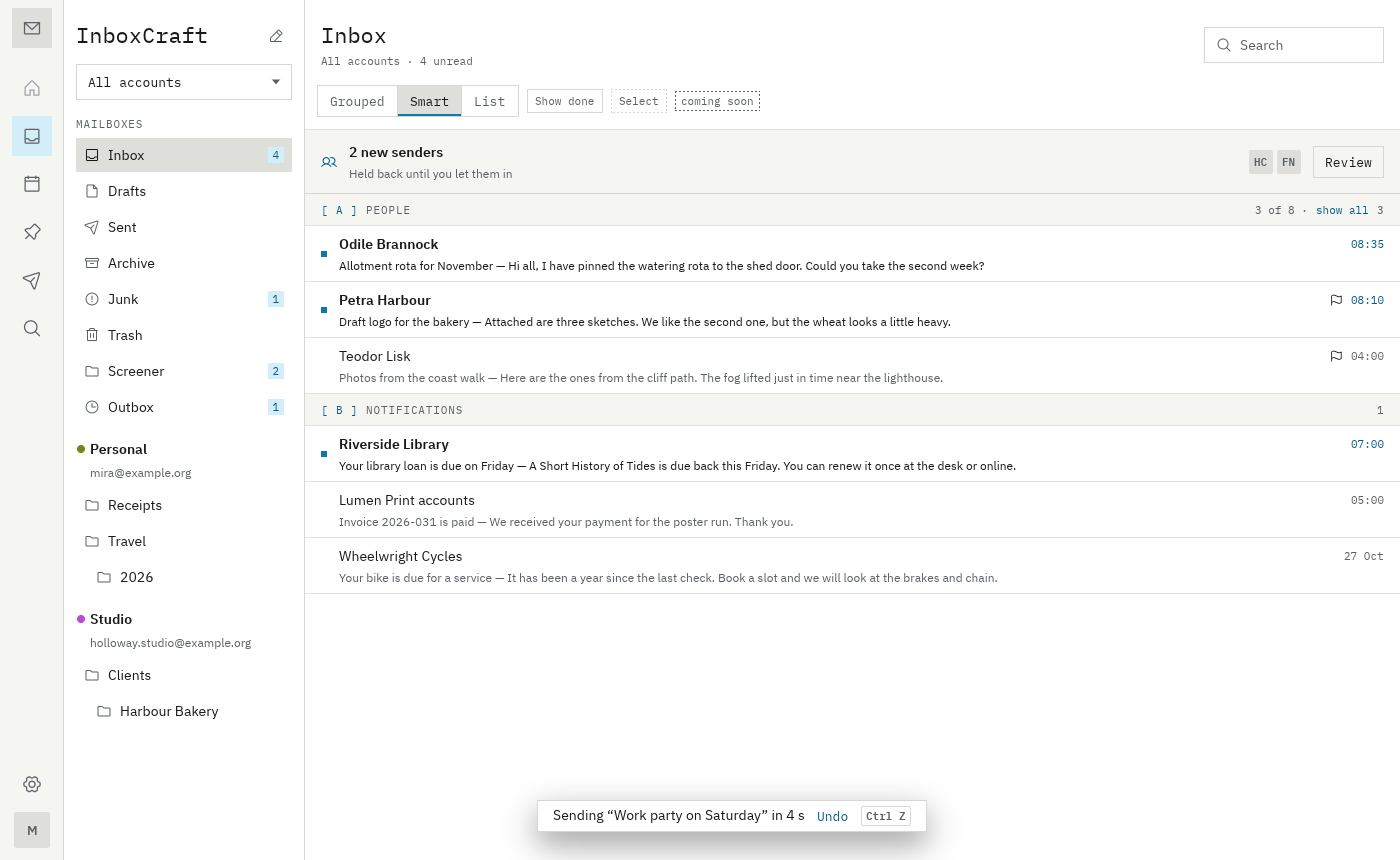 InboxCraft
All accounts
MAILBOXES
Inbox 4
Drafts
Sent
Archive
Junk 1
Trash
Screener 2
Outbox 1
Personal
mira@example.org
Receipts
Travel
2026
Studio
holloway.studio@example.org
Clients
Harbour Bakery
M
Inbox
All accounts · 4 unread
Search
Grouped Smart List Show done Select coming soon
2 new senders
Held back until you let them in
HC FN Review
[ A ] PEOPLE 3 of 8 · show all 3
Odile Brannock 08:35
Allotment rota for November — Hi all, I have pinned the watering rota to the shed door. Could you take the second week?
Petra Harbour 08:10
Draft logo for the bakery — Attached are three sketches. We like the second one, but the wheat looks a little heavy.
Teodor Lisk 04:00
Photos from the coast walk — Here are the ones from the cliff path. The fog lifted just in time near the lighthouse.
[ B ] NOTIFICATIONS 1
Riverside Library 07:00
Your library loan is due on Friday — A Short History of Tides is due back this Friday. You can renew it once at the desk or online.
Lumen Print accounts 05:00
Invoice 2026-031 is paid — We received your payment for the poster run. Thank you.
Wheelwright Cycles 27 Oct
Your bike is due for a service — It has been a year since the last check. Book a slot and we will look at the brakes and chain.
Sending “Work party on Saturday” in 4 s Undo Ctrl Z